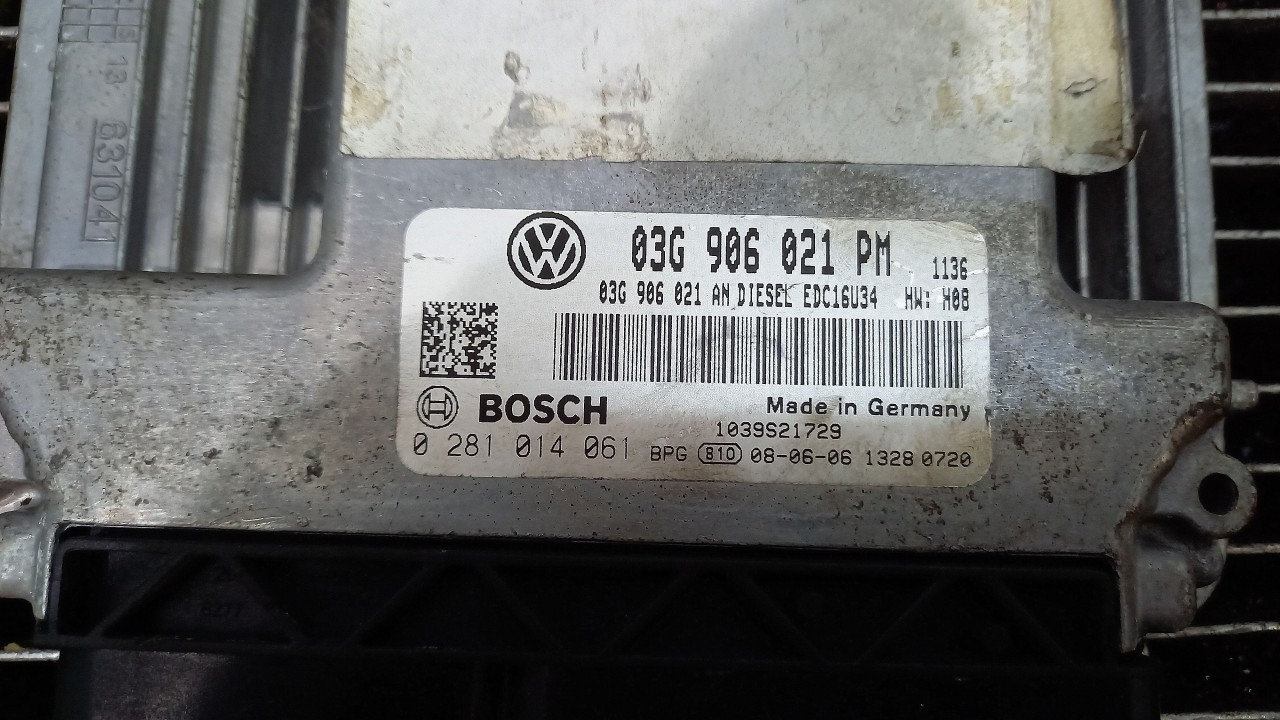 13
631041
03G 906 021 PM 1136
03G 906 021 AN DIESEL EDC16U34 HW: H08
BOSCH Made in Germany
1039S21729
0 281 014 061 BPG 810 08-06-06 1328 0720